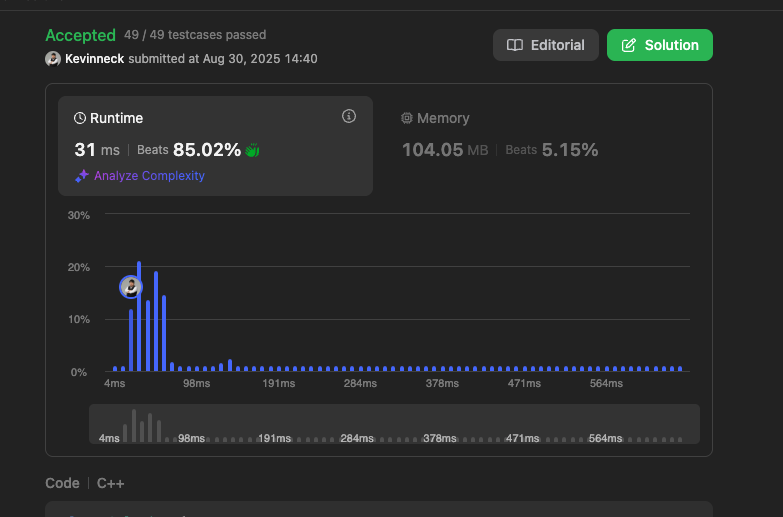 Accepted 49 / 49 testcases passed
Editorial
Solution
Kevinneck submitted at Aug 30, 2025 14:40
Runtime
31 ms | Beats 85.02%
Analyze Complexity
Memory
104.05 MB | Beats 5.15%
30%
20%
10%
0%
4ms 98ms 191ms 284ms 378ms 471ms 564ms
4ms 98ms 191ms 284ms 378ms 471ms 564ms
Code | C++